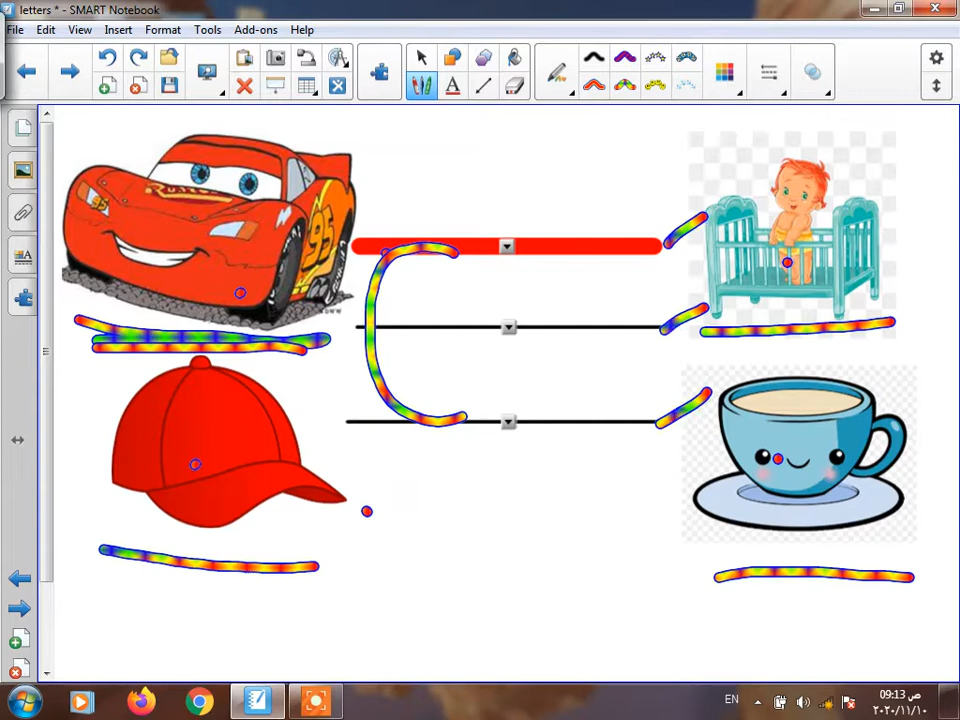 letters * - SMART Notebook
File Edit View Insert Format Tools Add-ons Help
95
95
C
EN
09:13 ص
٢٠٢٠/١١/١٠